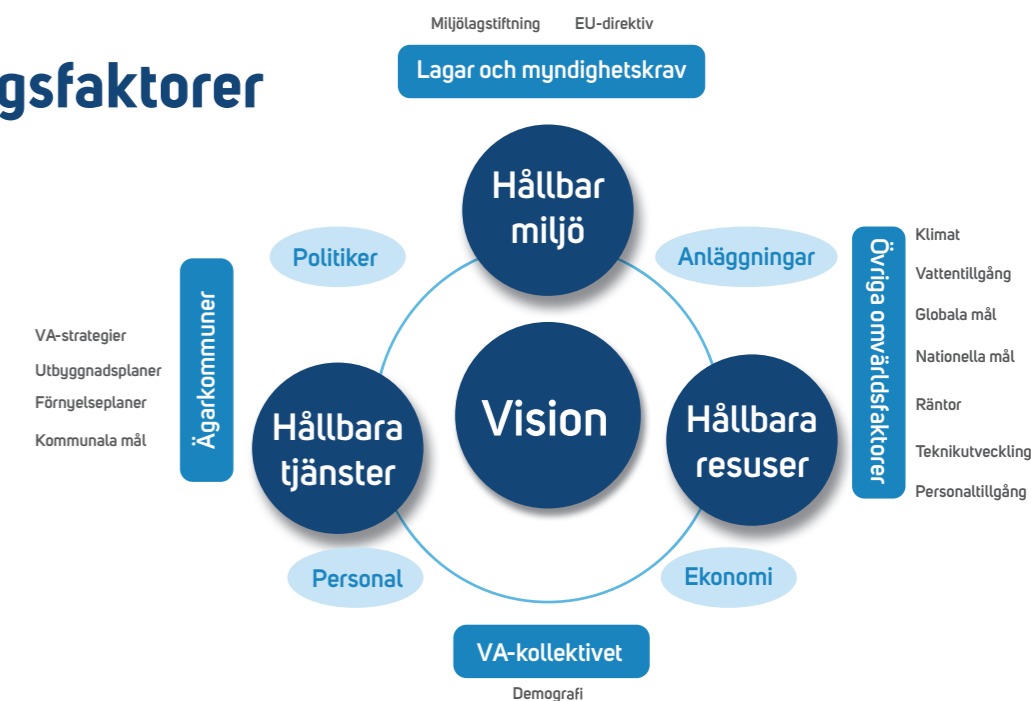 Miljölagstiftning EU-direktiv
gsfaktorer
Lagar och myndighetskrav
Hållbar
miljö
Politiker
Anläggningar
Ägarkommuner
VA-strategier
Utbyggnadsplaner
Förnyelseplaner
Kommunala mål
Övriga omvärldsfaktorer
Klimat
Vattentillgång
Globala mål
Nationella mål
Räntor
Teknikutveckling
Personaltillgång
Hållbara
tjänster
Vision
Hållbara
resuser
Personal
Ekonomi
VA-kollektivet
Demografi